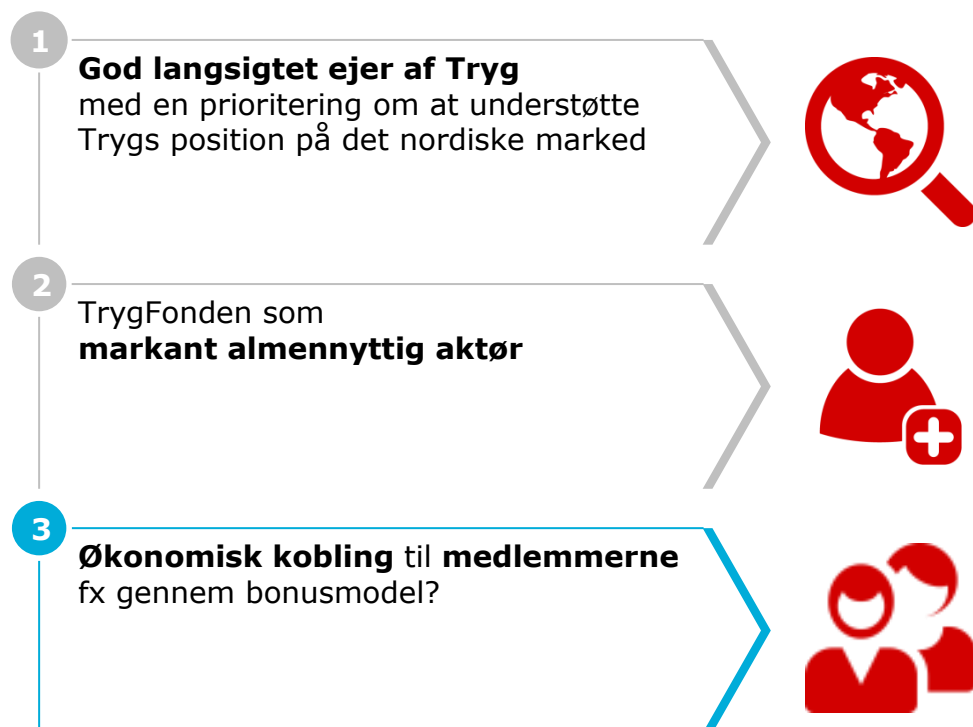 1
God langsigtet ejer af Tryg
med en prioritering om at understøtte
Trygs position på det nordiske marked
2
TrygFonden som
markant almennyttig aktør
3
Økonomisk kobling til medlemmerne
fx gennem bonusmodel?